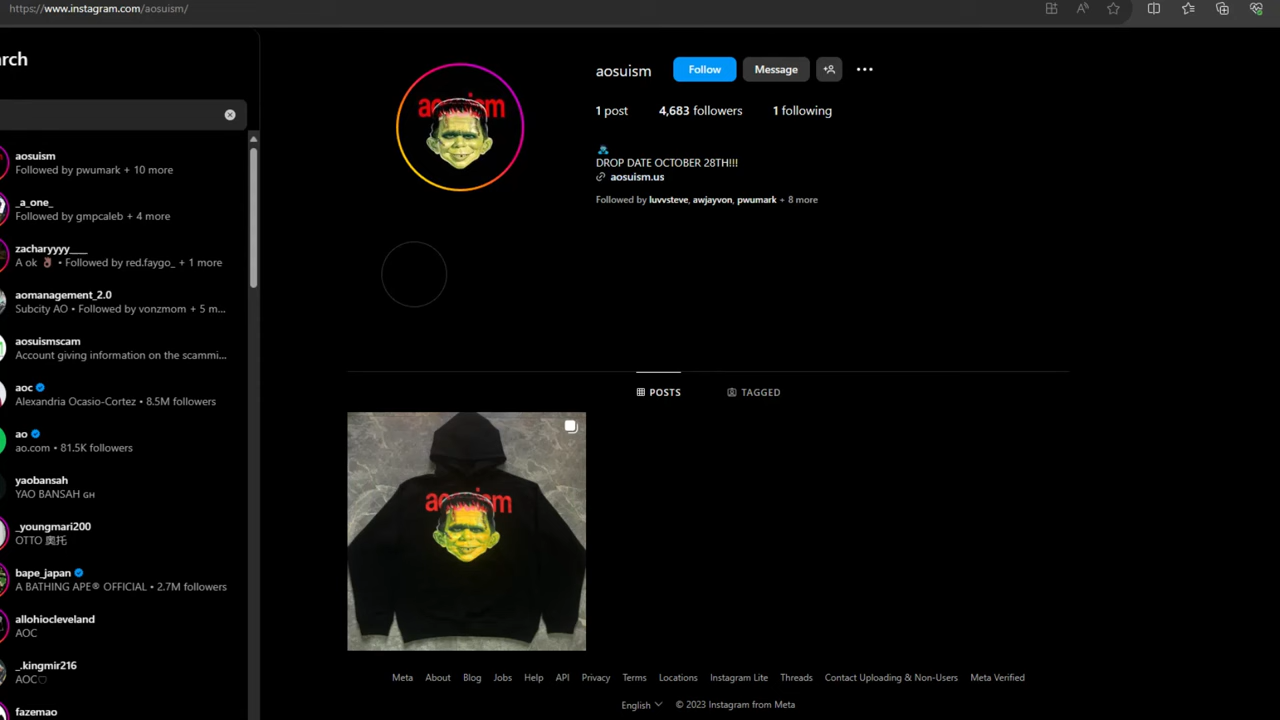 https://www.instagram.com/aosuism/
arch
aosuism
Followed by pwumark + 10 more
_a_one_
Followed by gmpcaleb + 4 more
zacharyyyy____
A ok 👌🏾 • Followed by red.faygo_ + 1 more
aomanagement_2.0
Subcity AO • Followed by vonzmom + 5 m...
aosuismscam
Account giving information on the scammi...
aoc
Alexandria Ocasio-Cortez • 8.5M followers
ao
ao.com • 81.5K followers
yaobansah
YAO BANSAH GH
_youngmari200
OTTO 奧托
bape_japan
A BATHING APE® OFFICIAL • 2.7M followers
allohiocleveland
AOC
_.kingmir216
AOC♡
fazemao
aosuism
aosuism
Follow
Message
1 post
4,683 followers
1 following
DROP DATE OCTOBER 28TH!!!
aosuism.us
Followed by luvvsteve, awjayvon, pwumark + 8 more
POSTS
TAGGED
aosuism
Meta
About
Blog
Jobs
Help
API
Privacy
Terms
Locations
Instagram Lite
Threads
Contact Uploading & Non-Users
Meta Verified
English
© 2023 Instagram from Meta